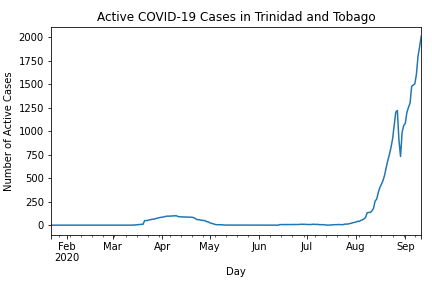 Active COVID-19 Cases in Trinidad and Tobago
Number of Active Cases
2000
1750
1500
1250
1000
750
500
250
0
Feb Mar Apr May Jun Jul Aug Sep
2020
Day